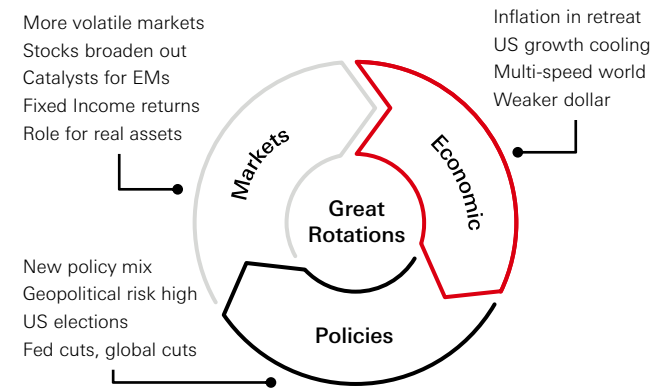 More volatile markets
Stocks broaden out
Catalysts for EMs
Fixed Income returns
Role for real assets
Inflation in retreat
US growth cooling
Multi-speed world
Weaker dollar
Markets
Economic
Great
Rotations
New policy mix
Geopolitical risk high
US elections
Fed cuts, global cuts
Policies